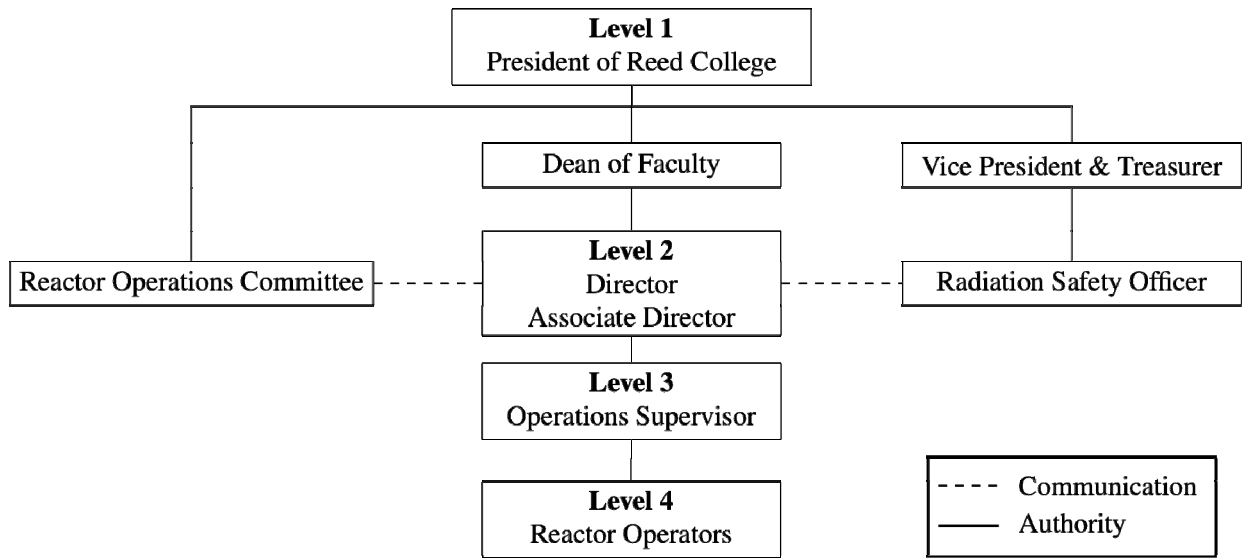 Level 1
President of Reed College
Dean of Faculty
Vice President & Treasurer
Reactor Operations Committee
Level 2
Director
Associate Director
Radiation Safety Officer
Level 3
Operations Supervisor
Level 4
Reactor Operators
Communication
Authority